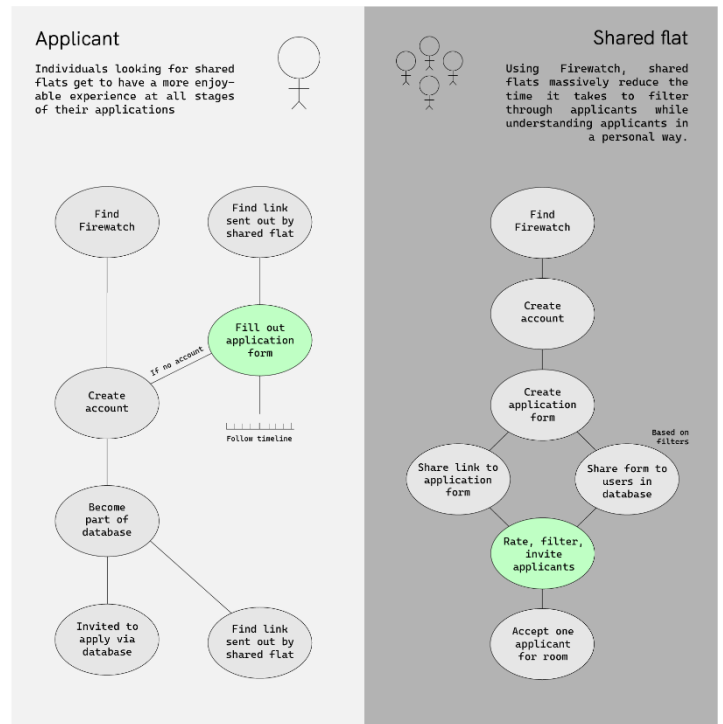 Applicant
Individuals looking for shared
flats get to have a more enjoy-
able experience at all stages
of their applications
Find
Firewatch
Find link
sent out by
shared flat
Fill out
application
form
If no account
Create
account
Follow timeline
Become
part of
database
Invited to
apply via
database
Find link
sent out by
shared flat
Shared flat
Using Firewatch, shared
flats massively reduce the
time it takes to filter
through applicants while
understanding applicants in
a personal way.
Find
Firewatch
Create
account
Create
application
form
Based on
filters
Share link to
application
form
Share form to
users in
database
Rate, filter,
invite
applicants
Accept one
applicant
for room